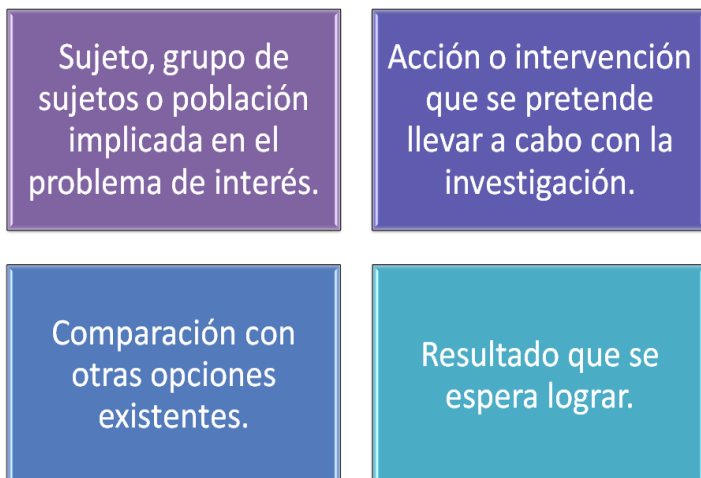 Sujeto, grupo de
sujetos o población
implicada en el
problema de interés.
Acción o intervención
que se pretende
llevar a cabo con la
investigación.
Comparación con
otras opciones
existentes.
Resultado que se
espera lograr.